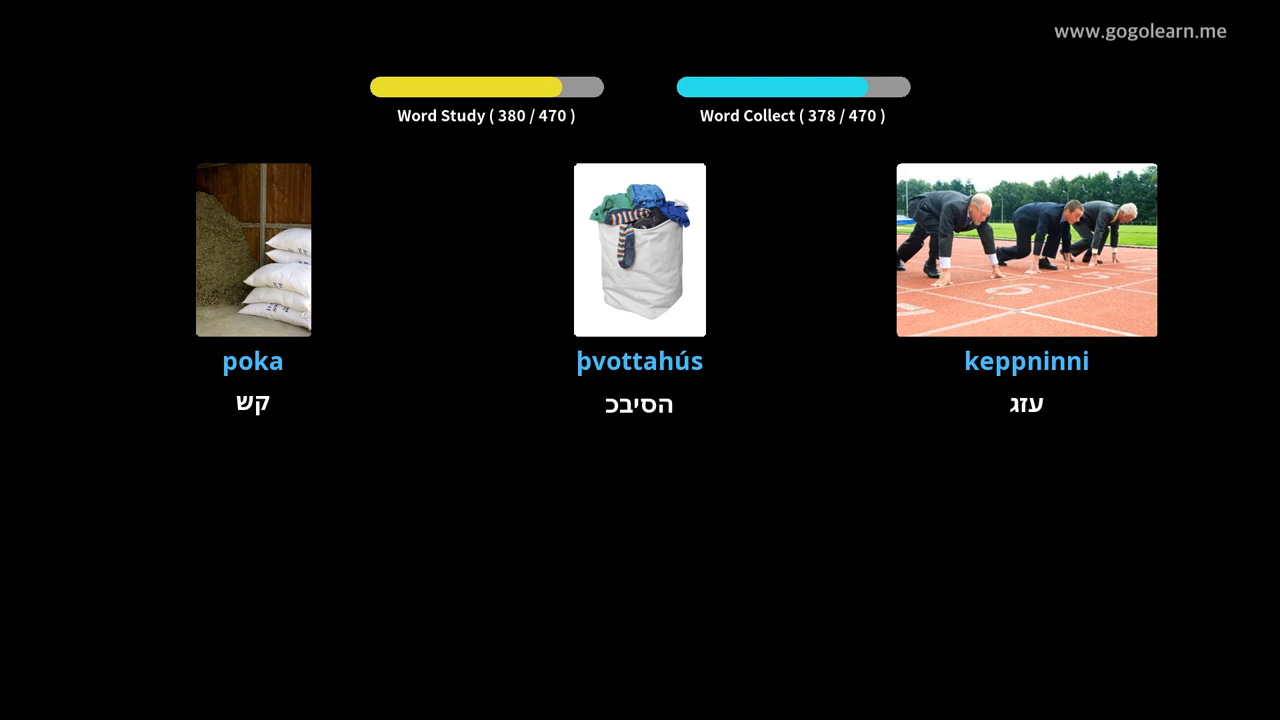 www.gogolearn.me
Word Study ( 380 / 470 )
Word Collect ( 378 / 470 )
poka
קש
þvottahús
הסיבכ
keppninni
עזג